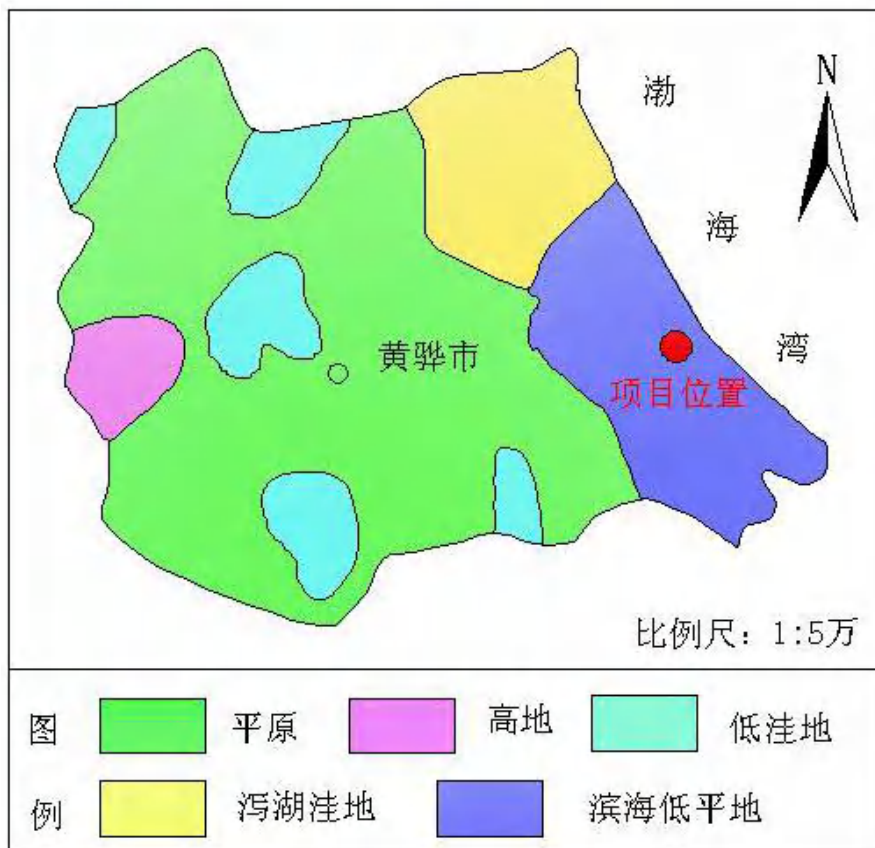 渤
N
海
湾
黄骅市
项目位置
比例尺：1:5万
图 平原 高地 低洼地
例 泻湖洼地 滨海低平地